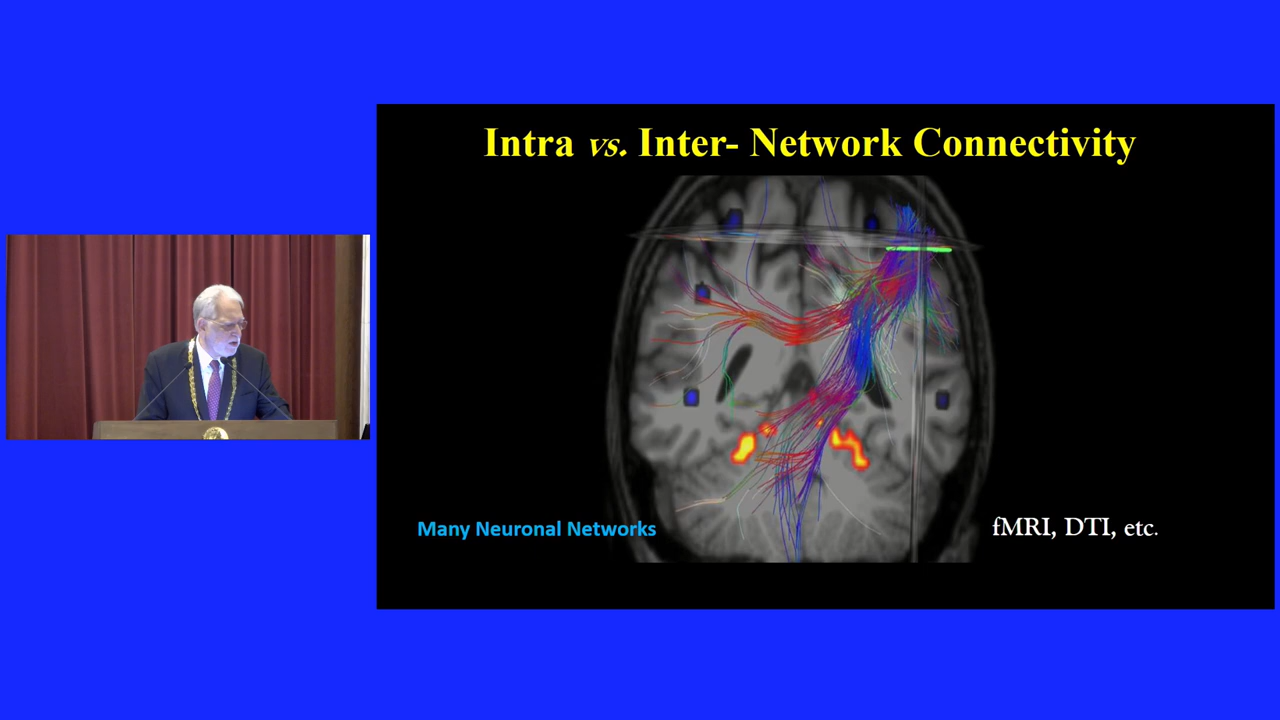 Intra vs. Inter- Network Connectivity
Many Neuronal Networks
fMRI, DTI, etc.